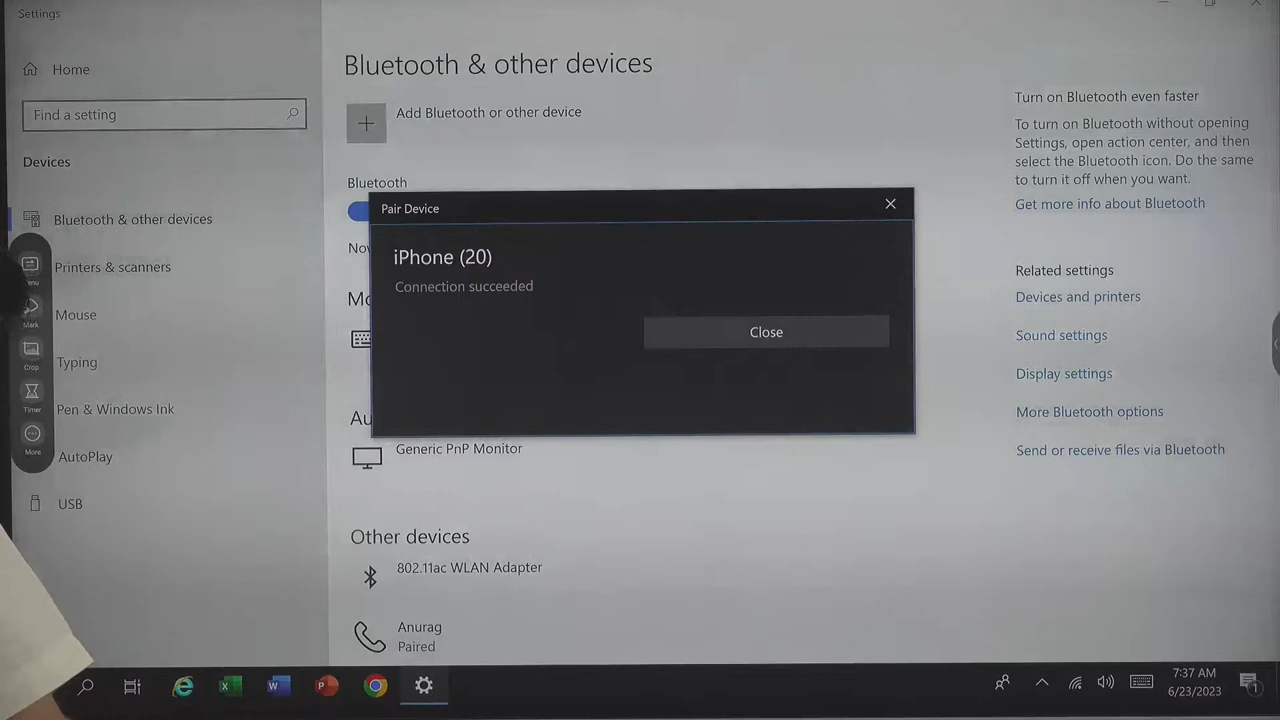 Settings
Home
Find a setting
Devices
Bluetooth & other devices
Printers & scanners
Mouse
Typing
Pen & Windows Ink
AutoPlay
USB
Mark
Crop
Timer
More
Bluetooth & other devices
Add Bluetooth or other device
Bluetooth
Pair Device
iPhone (20)
Connection succeeded
Close
Generic PnP Monitor
Other devices
802.11ac WLAN Adapter
Anurag
Paired
Turn on Bluetooth even faster
To turn on Bluetooth without opening
Settings, open action center, and then
select the Bluetooth icon. Do the same
to turn it off when you want.
Get more info about Bluetooth
Related settings
Devices and printers
Sound settings
Display settings
More Bluetooth options
Send or receive files via Bluetooth
7:37 AM
6/23/2023
1